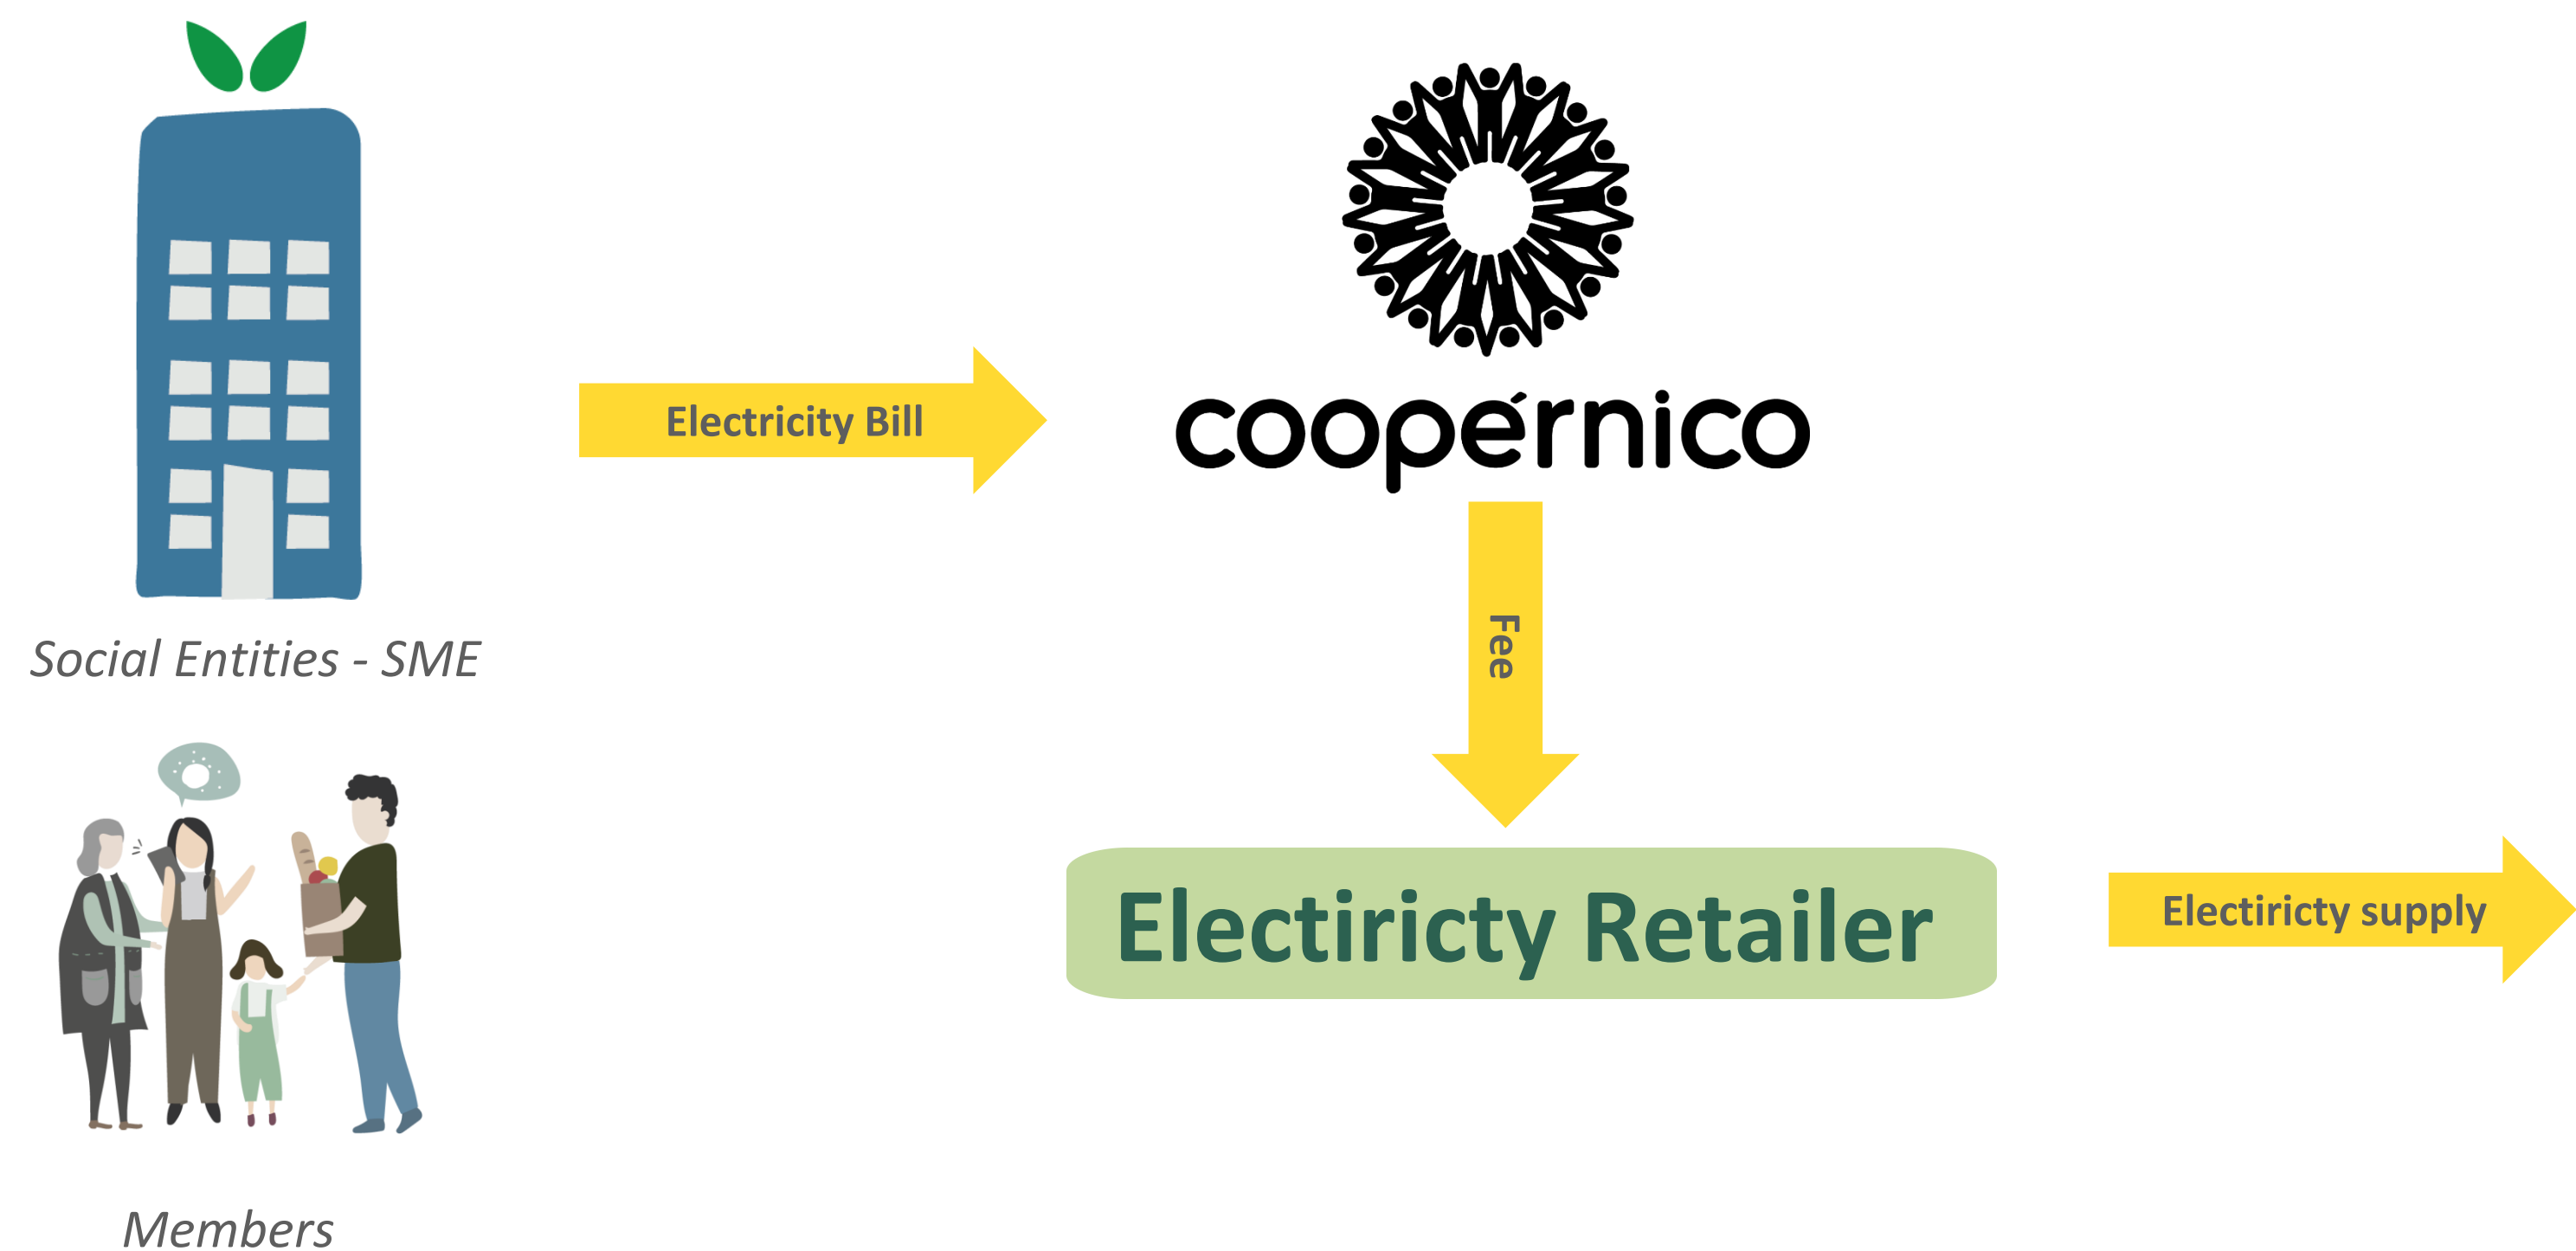 Electricity Bill
coopérnico
Social Entities - SME
Fee
Electiricty Retailer
Electiricty supply
Members